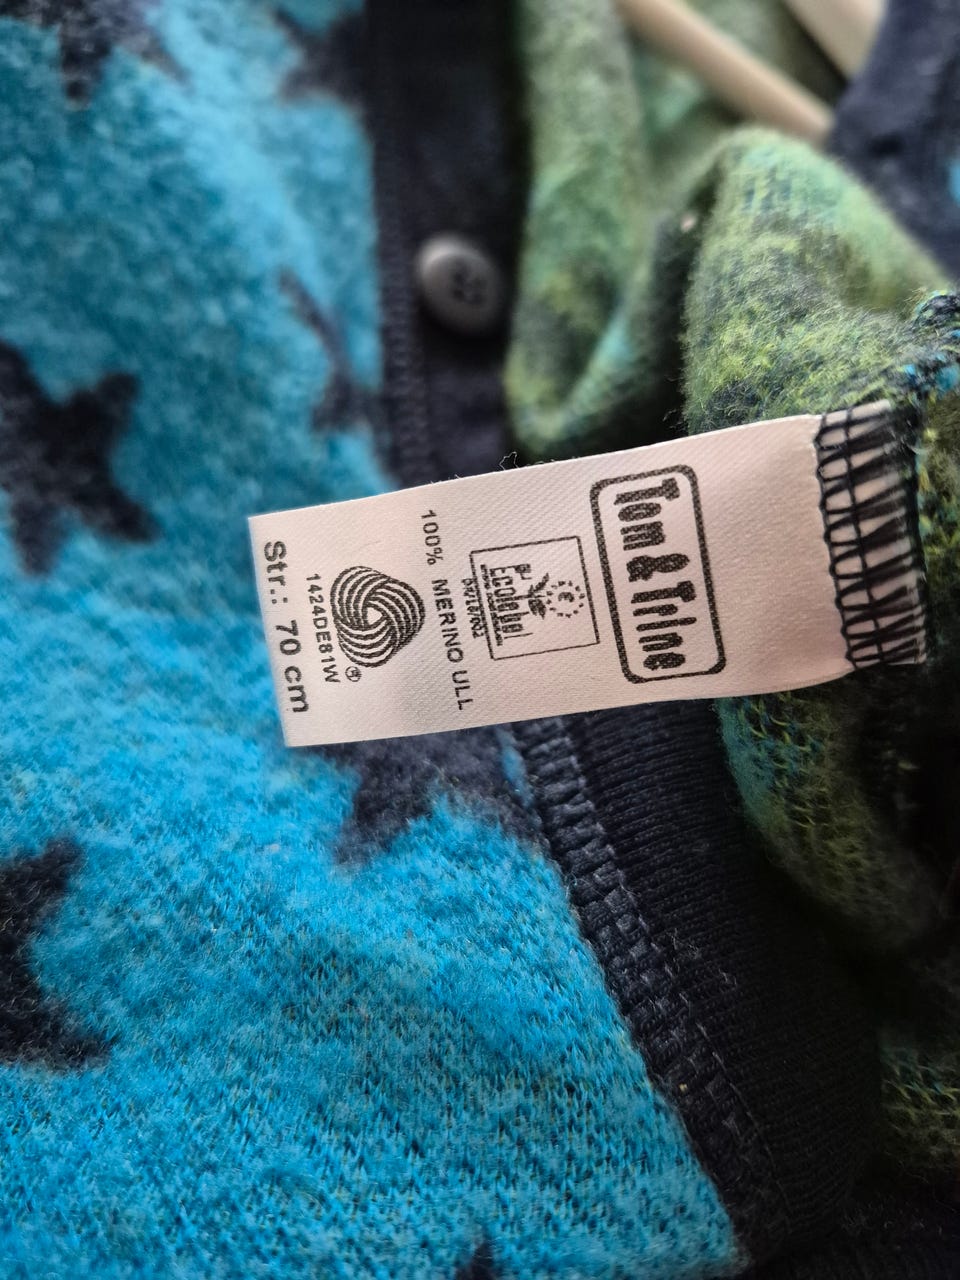 Tom & Trine
Ecolabel
100% MERINO ULL
®
1424DE81W
Str.: 70 cm